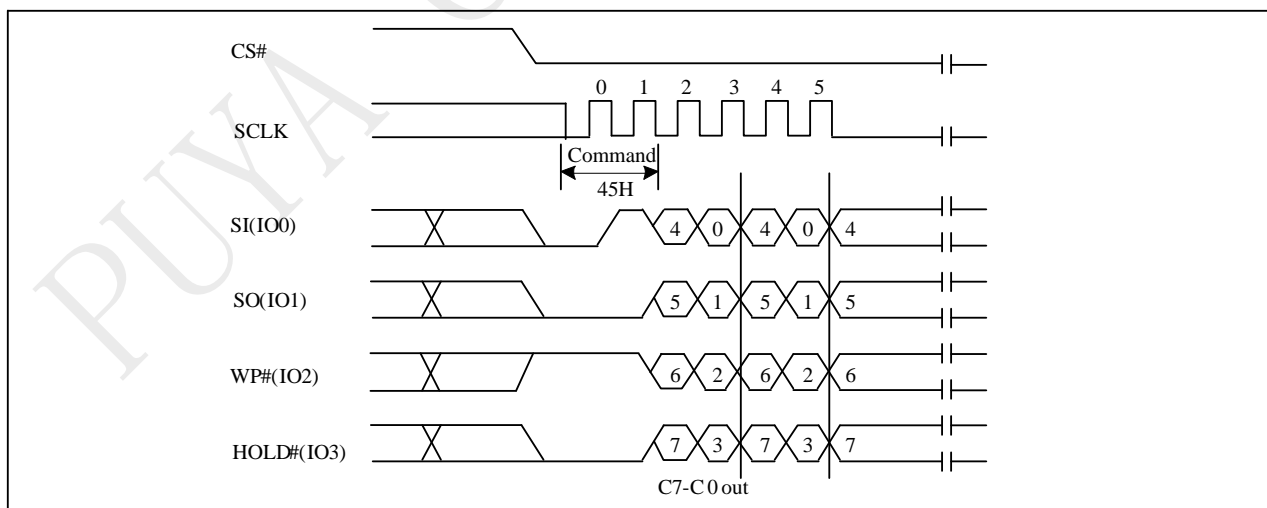 PUYA
CS#
0 1 2 3 4 5
SCLK
Command
45H
SI(IO0) 4 0 4 0 4
SO(IO1) 5 1 5 1 5
WP#(IO2) 6 2 6 2 6
HOLD#(IO3) 7 3 7 3 7
C7-C0 out